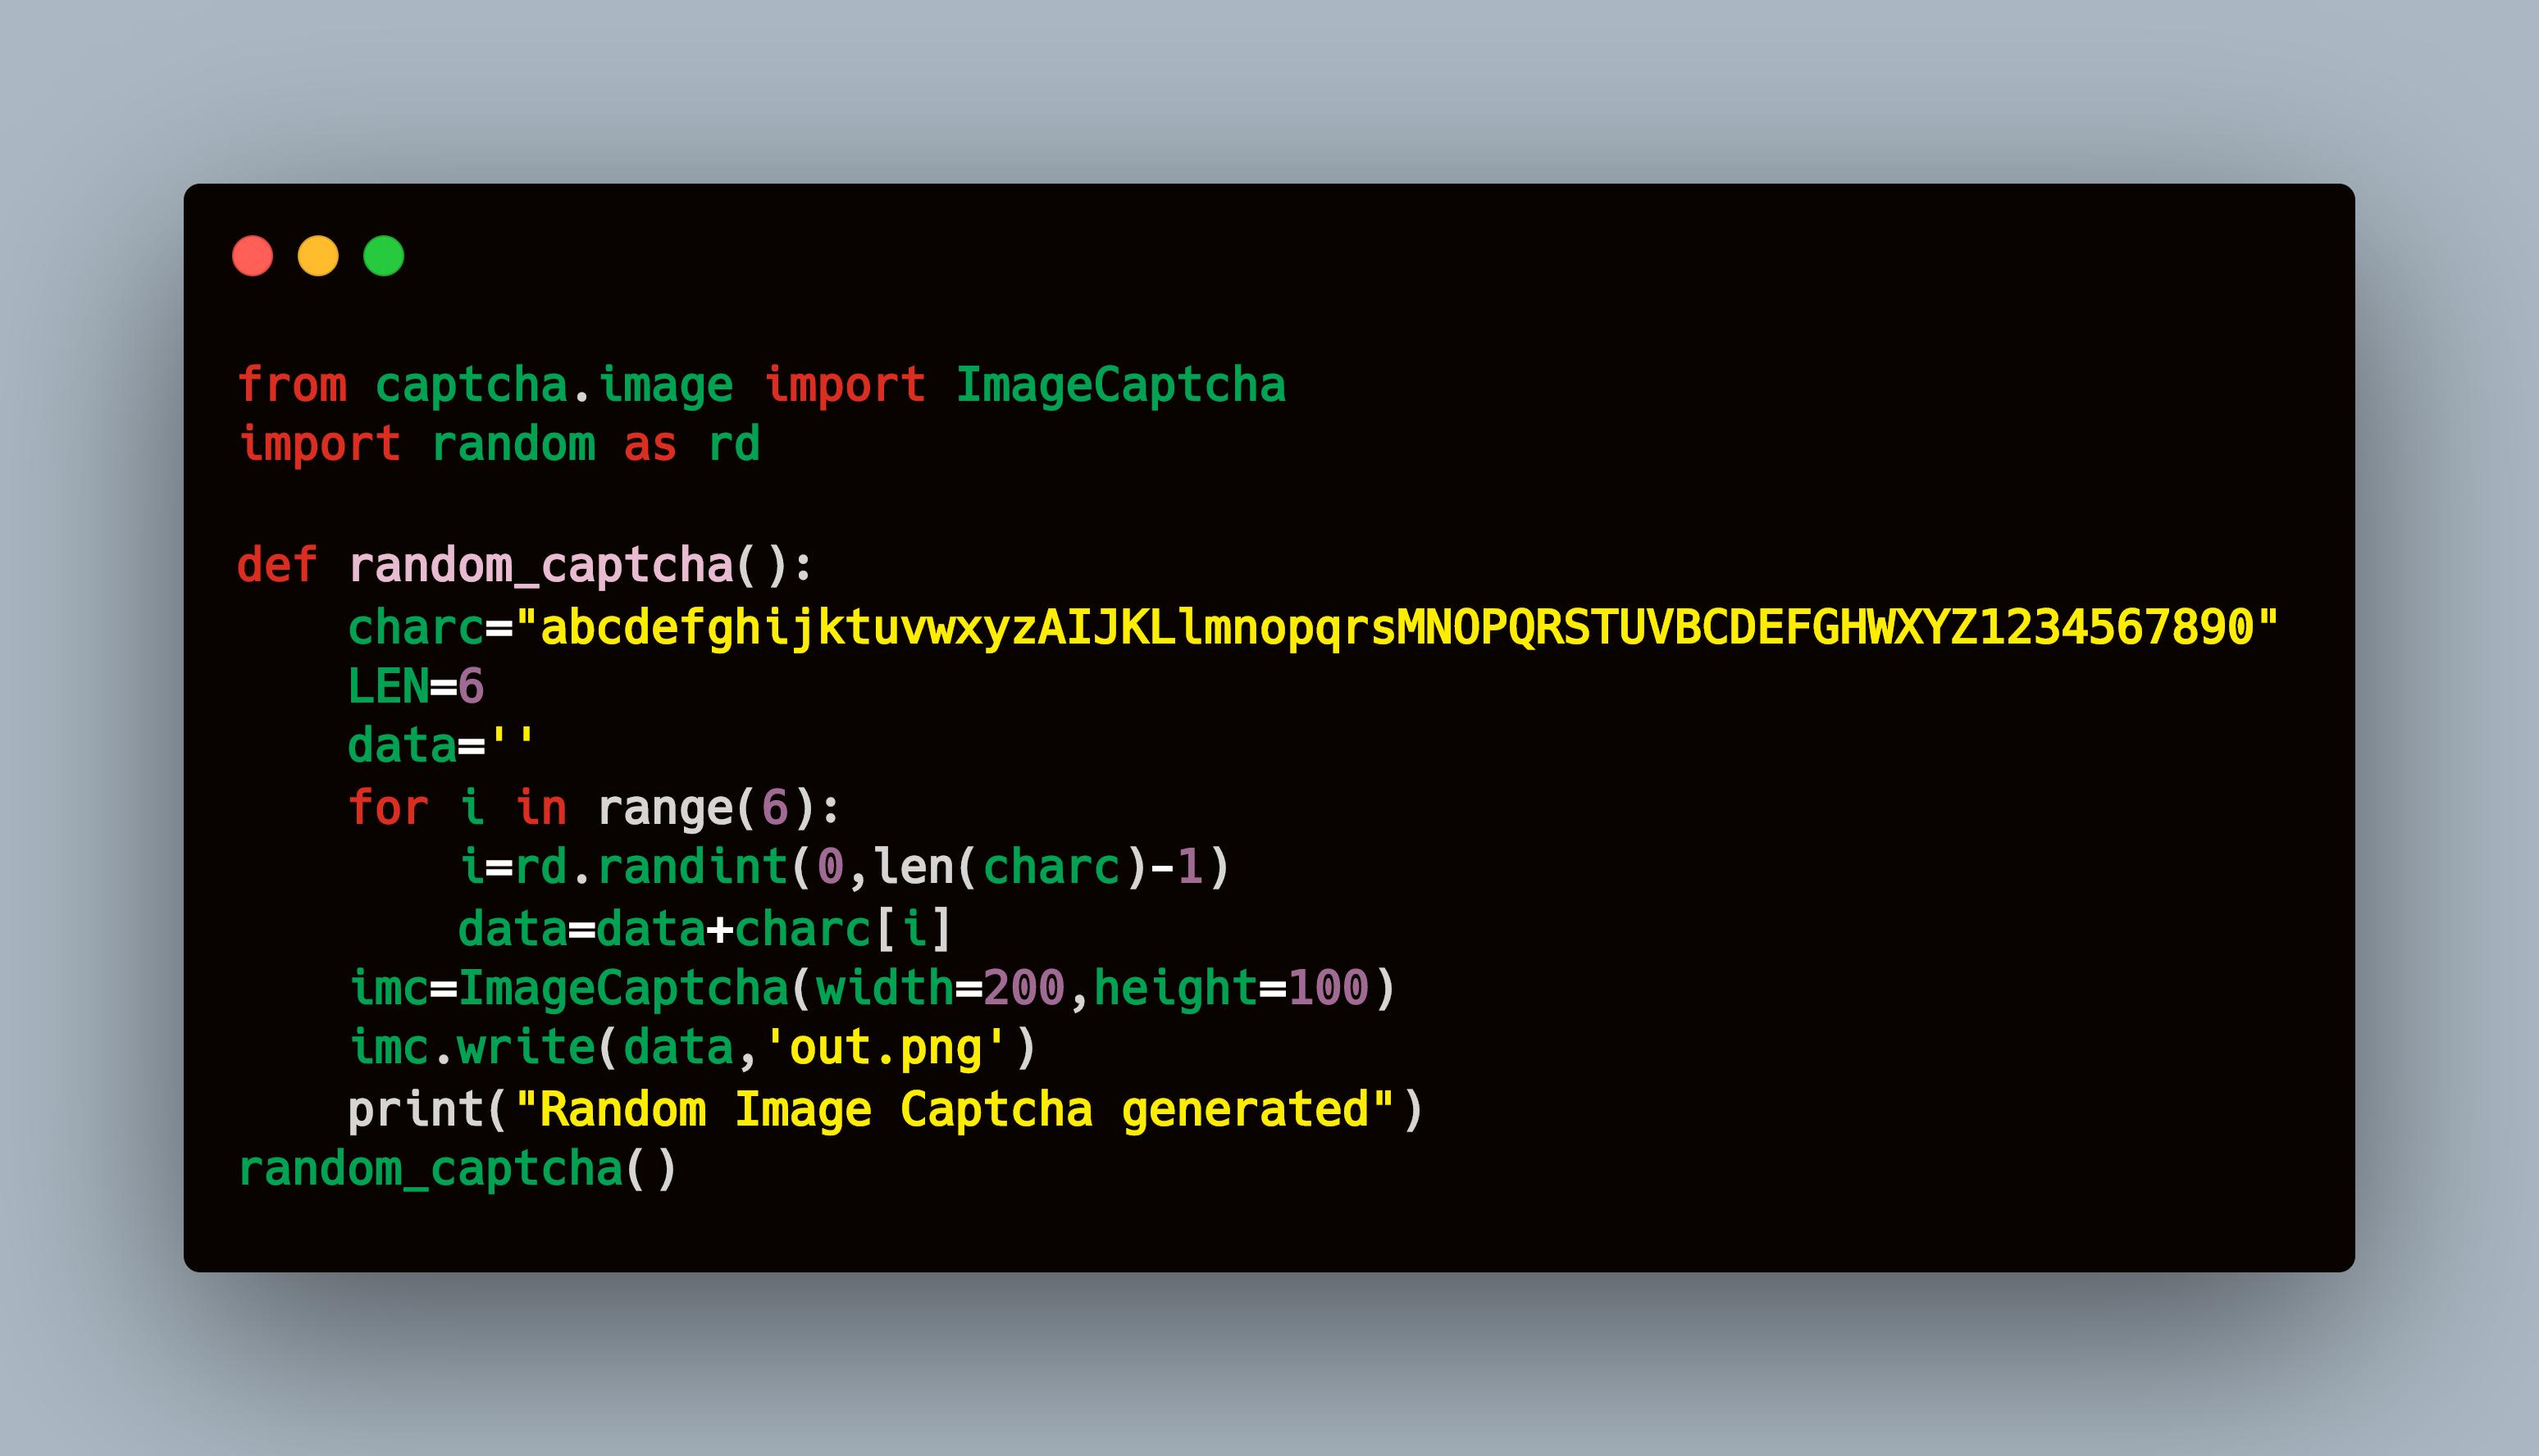 from captcha.image import ImageCaptcha
import random as rd

def random_captcha():
    charc="abcdefghijktuvwxyzAIJKLlmnopqrsMNOPQRSTUVBCDEFGHWXYZ1234567890"
    LEN=6
    data=''
    for i in range(6):
        i=rd.randint(0,len(charc)-1)
        data=data+charc[i]
    imc=ImageCaptcha(width=200,height=100)
    imc.write(data,'out.png')
    print("Random Image Captcha generated")
random_captcha()